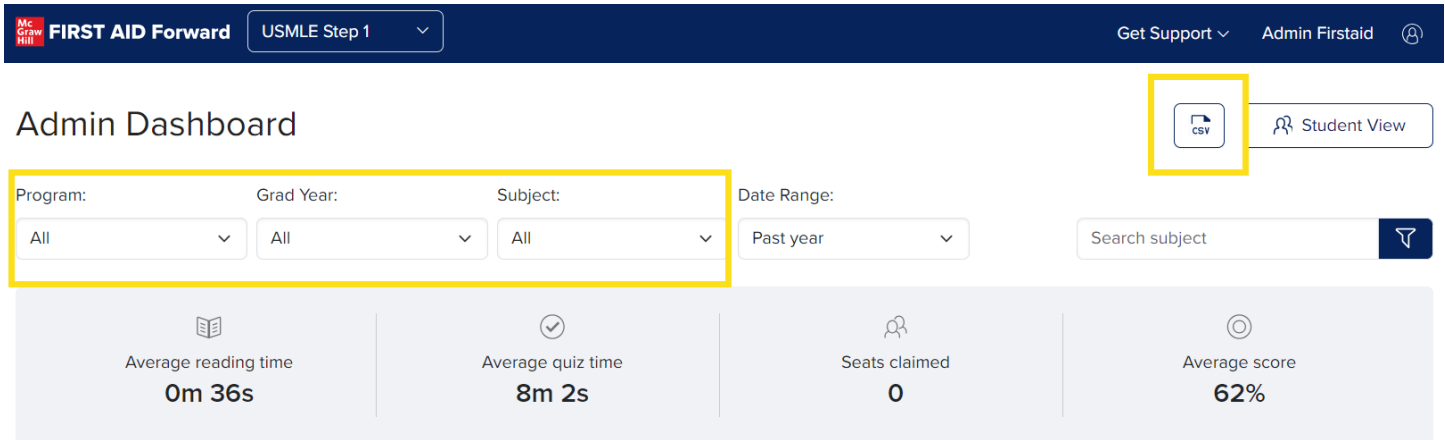 Mc Graw Hill FIRST AID Forward USMLE Step 1 Get Support Admin Firstaid
Admin Dashboard CSV Student View
Program: Grad Year: Subject: Date Range:
All All All Past year Search subject
Average reading time Average quiz time Seats claimed Average score
0m 36s 8m 2s 0 62%